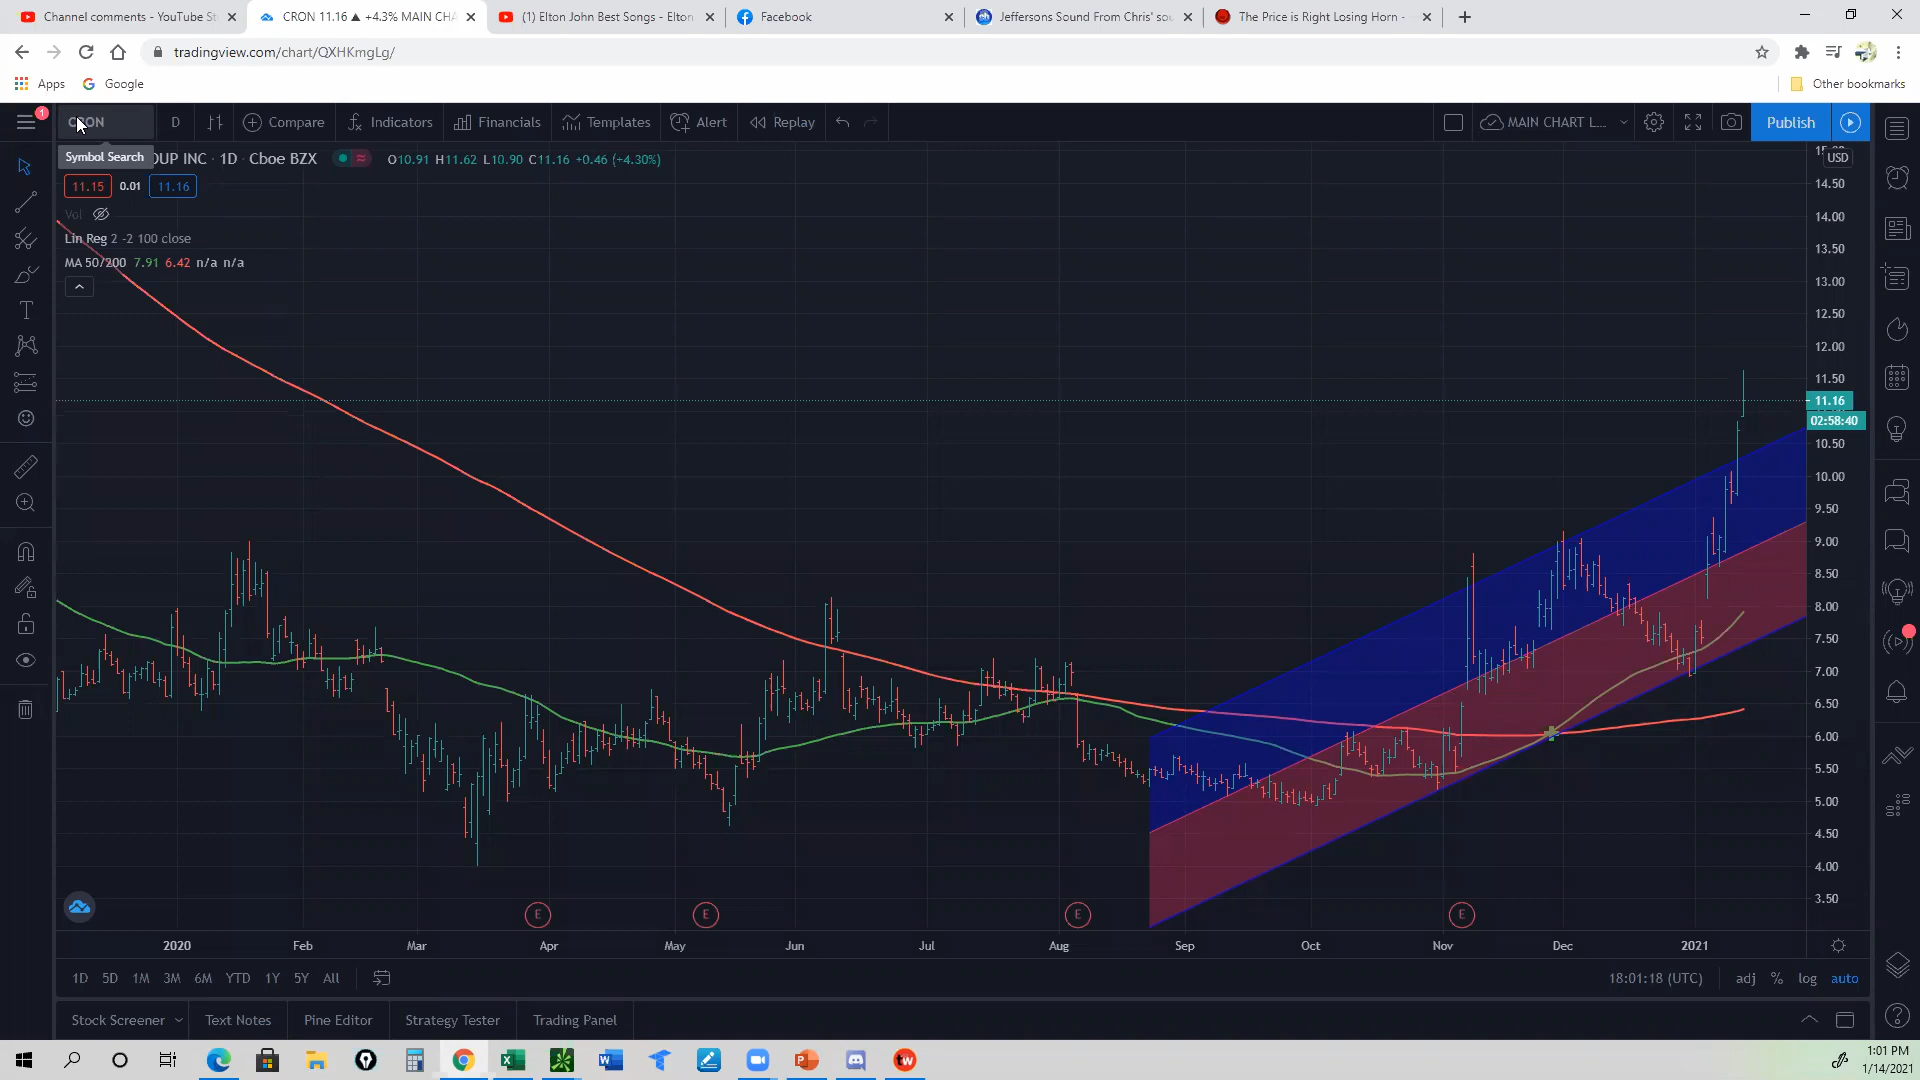 Channel comments - YouTube St
CRON 11.16 ▲ +4.3% MAIN CHA
(1) Elton John Best Songs - Elton
Facebook
Jeffersons Sound From Chris' sou
The Price is Right Losing Horn -
tradingview.com/chart/QXHKmgLg/
Apps
Google
Other bookmarks
1
CRON
D
Compare
Indicators
Financials
Templates
Alert
Replay
MAIN CHART L...
Publish
Symbol Search
OUP INC · 1D · Cboe BZX
O10.91 H11.62 L10.90 C11.16 +0.46 (+4.30%)
USD
11.15
0.01
11.16
Vol
Lin Reg 2 -2 100 close
MA 50/200 7.91 6.42 n/a n/a
14.50
14.00
13.50
13.00
12.50
12.00
11.50
11.16
02:58:40
10.50
10.00
9.50
9.00
8.50
8.00
7.50
7.00
6.50
6.00
5.50
5.00
4.50
4.00
3.50
E
E
E
E
2020
Feb
Mar
Apr
May
Jun
Jul
Aug
Sep
Oct
Nov
Dec
2021
1D
5D
1M
3M
6M
YTD
1Y
5Y
All
18:01:18 (UTC)
adj
%
log
auto
Stock Screener
Text Notes
Pine Editor
Strategy Tester
Trading Panel
1:01 PM
1/14/2021